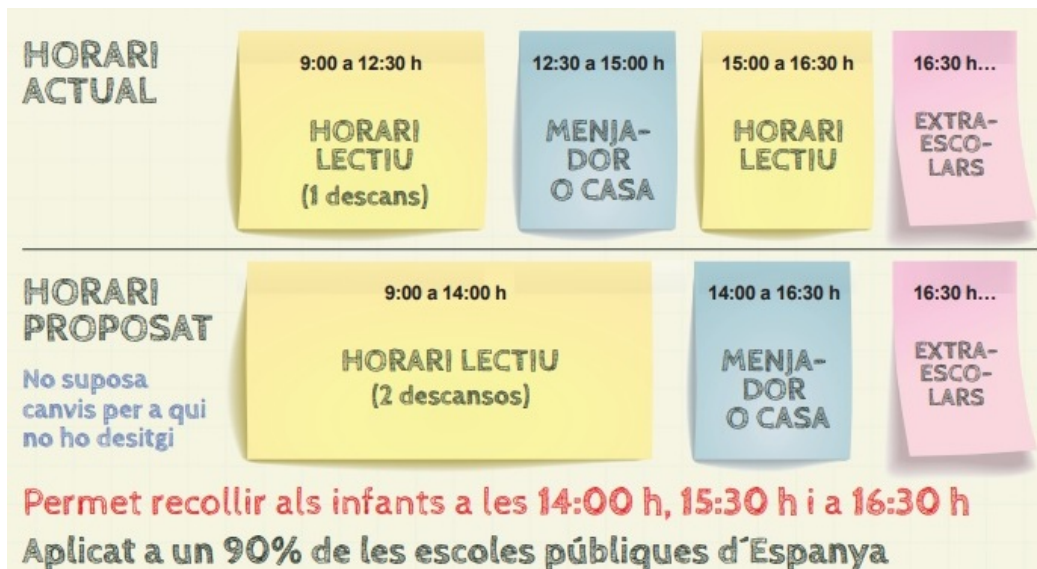 HORARI
ACTUAL
9:00 a 12:30 h
HORARI
LECTIU
(1 descans)
12:30 a 15:00 h
MENJA-
DOR
O CASA
15:00 a 16:30 h
HORARI
LECTIU
16:30 h...
EXTRA-
ESCO-
LARS
HORARI
PROPOSAT
No suposa
canvis per a qui
no ho desitgi
9:00 a 14:00 h
HORARI LECTIU
(2 descansos)
14:00 a 16:30 h
MENJA-
DOR
O CASA
16:30 h...
EXTRA-
ESCO-
LARS
Permet recollir als infants a les 14:00 h, 15:30 h i a 16:30 h
Aplicat a un 90% de les escoles públiques d´Espanya